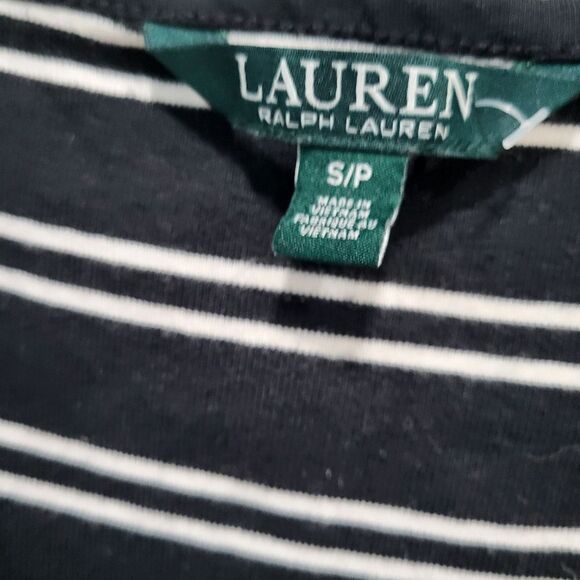 LAUREN
RALPH LAUREN
S/P
MADE IN
VIETNAM
FABRIQUÉ AU
VIETNAM